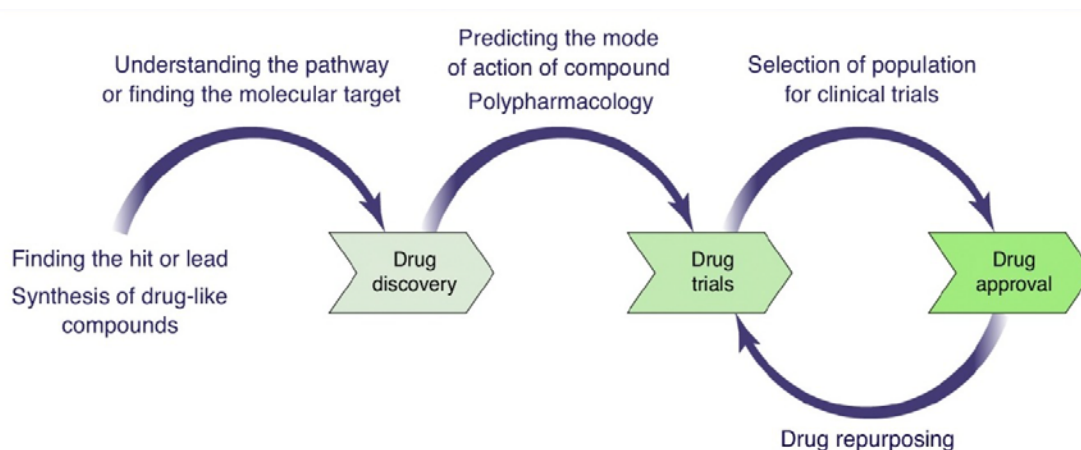 Understanding the pathway
or finding the molecular target
Predicting the mode
of action of compound
Polypharmacology
Selection of population
for clinical trials
Finding the hit or lead
Synthesis of drug-like
compounds
Drug
discovery
Drug
trials
Drug
approval
Drug repurposing